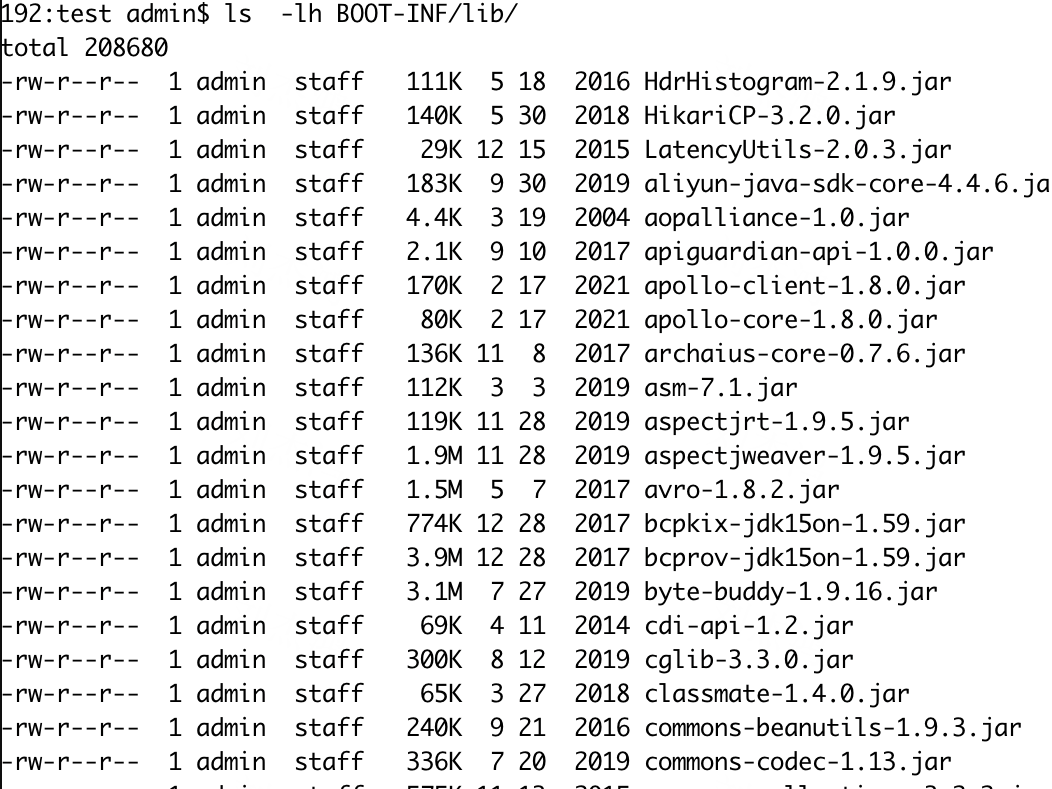 192:test admin$ ls  -lh BOOT-INF/lib/
total 208680
-rw-r--r--  1 admin  staff   111K  5 18  2016 HdrHistogram-2.1.9.jar
-rw-r--r--  1 admin  staff   140K  5 30  2018 HikariCP-3.2.0.jar
-rw-r--r--  1 admin  staff    29K 12 15  2015 LatencyUtils-2.0.3.jar
-rw-r--r--  1 admin  staff   183K  9 30  2019 aliyun-java-sdk-core-4.4.6.ja
-rw-r--r--  1 admin  staff   4.4K  3 19  2004 aopalliance-1.0.jar
-rw-r--r--  1 admin  staff   2.1K  9 10  2017 apiguardian-api-1.0.0.jar
-rw-r--r--  1 admin  staff   170K  2 17  2021 apollo-client-1.8.0.jar
-rw-r--r--  1 admin  staff    80K  2 17  2021 apollo-core-1.8.0.jar
-rw-r--r--  1 admin  staff   136K 11  8  2017 archaius-core-0.7.6.jar
-rw-r--r--  1 admin  staff   112K  3  3  2019 asm-7.1.jar
-rw-r--r--  1 admin  staff   119K 11 28  2019 aspectjrt-1.9.5.jar
-rw-r--r--  1 admin  staff   1.9M 11 28  2019 aspectjweaver-1.9.5.jar
-rw-r--r--  1 admin  staff   1.5M  5  7  2017 avro-1.8.2.jar
-rw-r--r--  1 admin  staff   774K 12 28  2017 bcpkix-jdk15on-1.59.jar
-rw-r--r--  1 admin  staff   3.9M 12 28  2017 bcprov-jdk15on-1.59.jar
-rw-r--r--  1 admin  staff   3.1M  7 27  2019 byte-buddy-1.9.16.jar
-rw-r--r--  1 admin  staff    69K  4 11  2014 cdi-api-1.2.jar
-rw-r--r--  1 admin  staff   300K  8 12  2019 cglib-3.3.0.jar
-rw-r--r--  1 admin  staff    65K  3 27  2018 classmate-1.4.0.jar
-rw-r--r--  1 admin  staff   240K  9 21  2016 commons-beanutils-1.9.3.jar
-rw-r--r--  1 admin  staff   336K  7 20  2019 commons-codec-1.13.jar